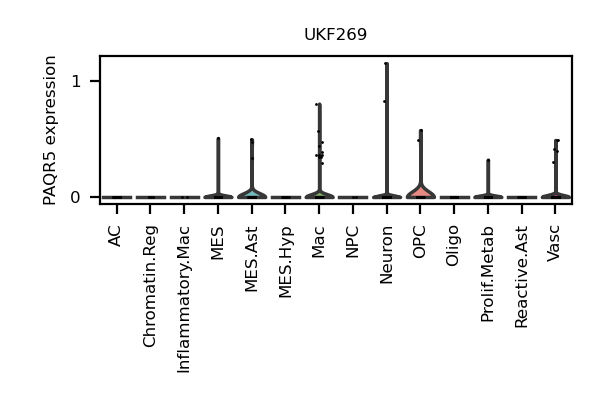 UKF269
PAQR5 expression
1
0
AC
Chromatin.Reg
Inflammatory.Mac
MES
MES.Ast
MES.Hyp
Mac
NPC
Neuron
OPC
Oligo
Prolif.Metab
Reactive.Ast
Vasc